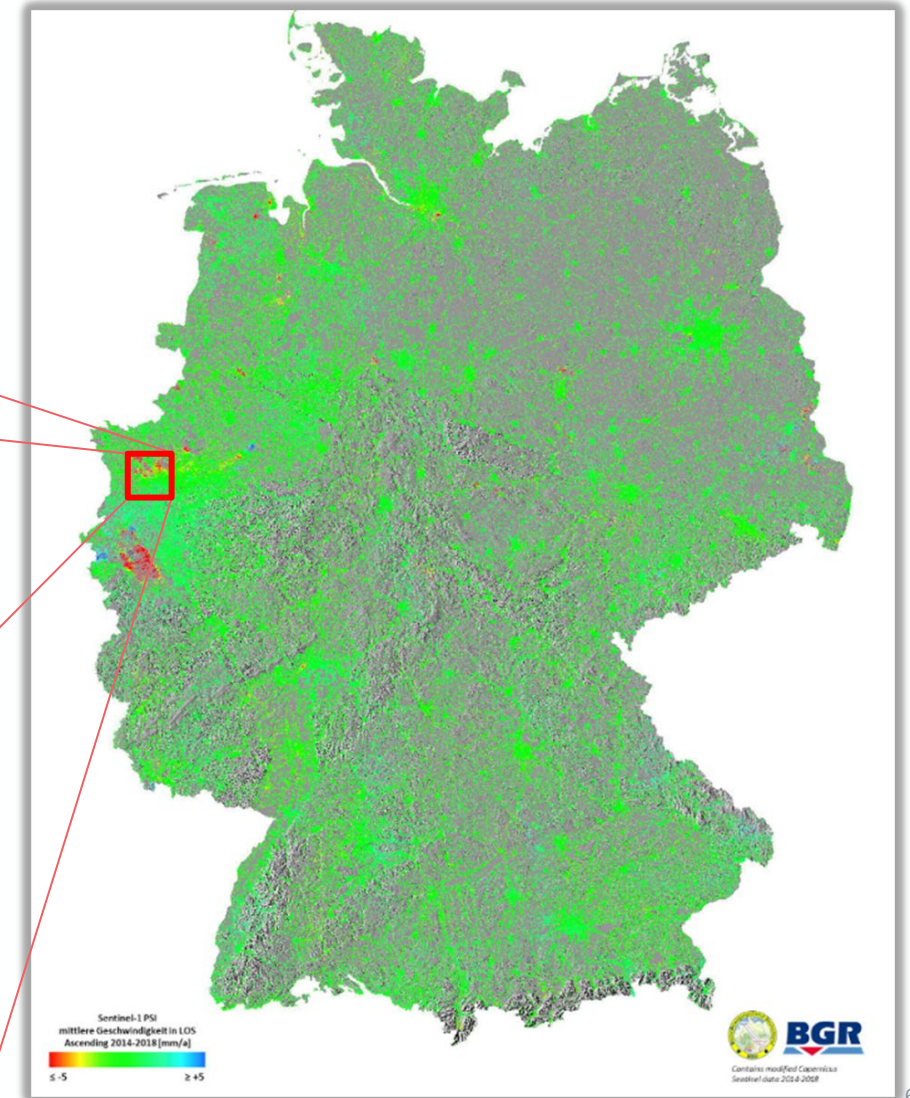 Sentinel-1 PSI
mittlere Geschwindigkeit in LOS
Ascending 2014-2018 [mm/a]
≤ -5
≥ +5
BGR
Contains modified Copernicus
Sentinel data 2014-2018